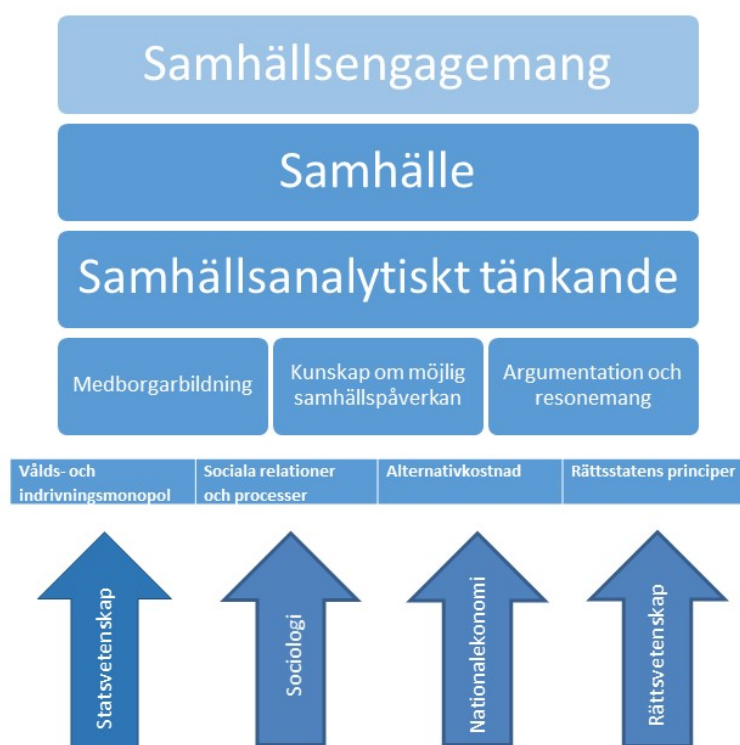 Samhällsengagemang
Samhälle
Samhällsanalytiskt tänkande
Medborgarbildning
Kunskap om möjlig
samhällspåverkan
Argumentation och
resonemang
Vålds- och
indrivningsmonopol
Sociala relationer
och processer
Alternativkostnad
Rättsstatens principer
Statsvetenskap
Sociologi
Nationalekonomi
Rättsvetenskap